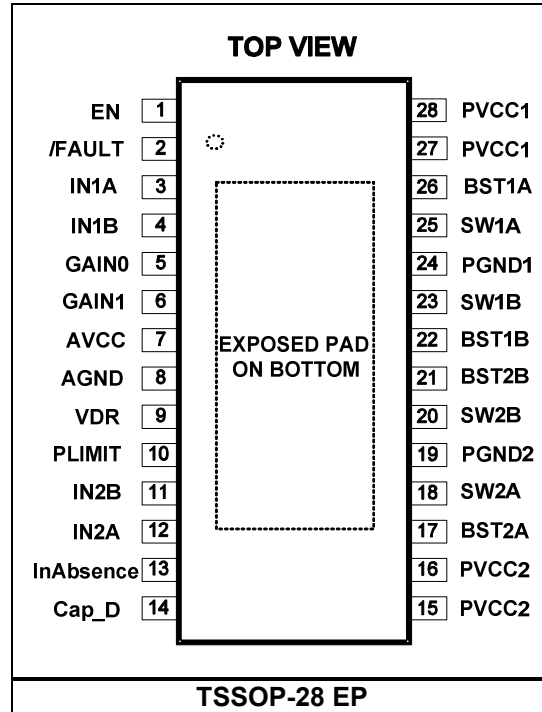 TOP VIEW
EN 1 28 PVCC1
/FAULT 2 27 PVCC1
IN1A 3 26 BST1A
IN1B 4 25 SW1A
GAIN0 5 24 PGND1
GAIN1 6 23 SW1B
AVCC 7 22 BST1B
AGND 8 21 BST2B
VDR 9 20 SW2B
PLIMIT 10 19 PGND2
IN2B 11 18 SW2A
IN2A 12 17 BST2A
InAbsence 13 16 PVCC2
Cap_D 14 15 PVCC2
EXPOSED PAD
ON BOTTOM
TSSOP-28 EP